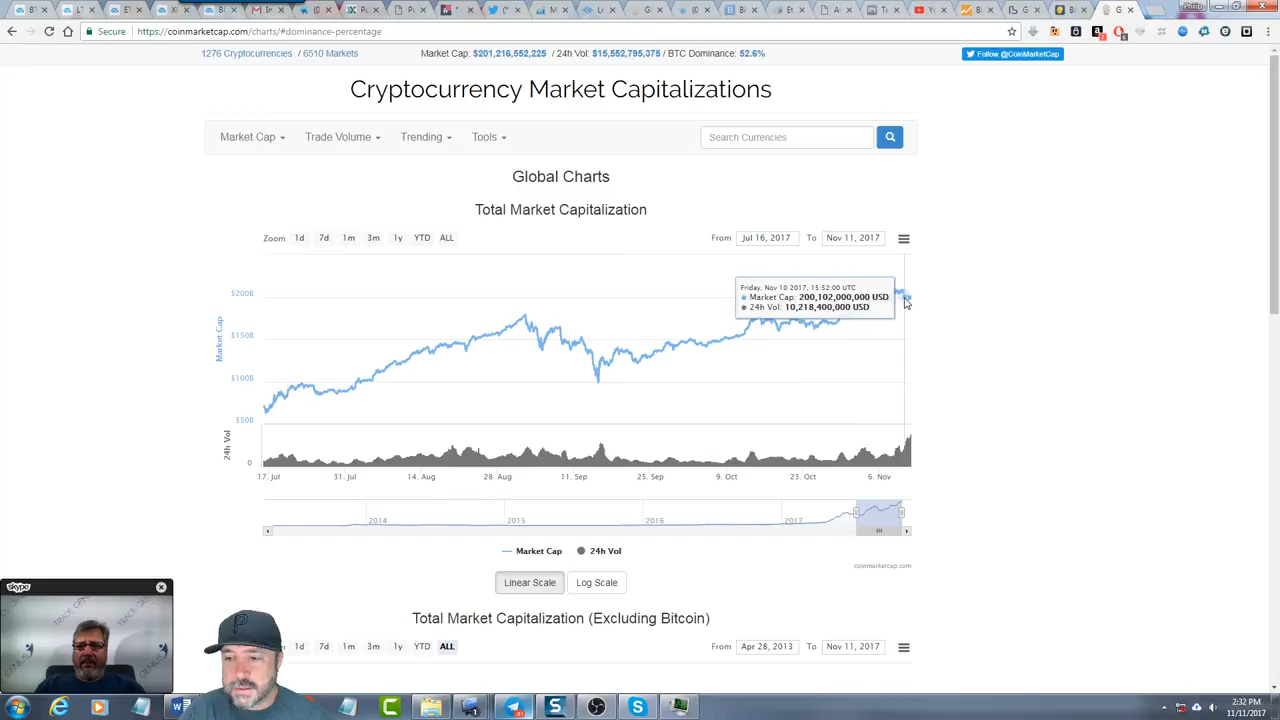 Philip
Secure
https://coinmarketcap.com/charts/#dominance-percentage
1276 Cryptocurrencies / 6510 Markets
Market Cap: $201,216,552,225 / 24h Vol: $15,552,795,375 / BTC Dominance: 52.6%
Follow @CoinMarketCap
Cryptocurrency Market Capitalizations
Market Cap
Trade Volume
Trending
Tools
Search Currencies
Global Charts
Total Market Capitalization
Zoom 1d 7d 1m 3m 1y YTD ALL
From Jul 16, 2017 To Nov 11, 2017
Friday, Nov 10 2017, 15:52:00 UTC
Market Cap: 200,102,000,000 USD
24h Vol: 10,218,400,000 USD
$200B
$150B
$100B
$50B
0
Market Cap
24h Vol
17. Jul 31. Jul 14. Aug 28. Aug 11. Sep 25. Sep 9. Oct 23. Oct 6. Nov
2014 2015 2016 2017
Market Cap 24h Vol
coinmarketcap.com
Linear Scale Log Scale
Total Market Capitalization (Excluding Bitcoin)
1d 7d 1m 3m 1y YTD ALL
From Apr 28, 2013 To Nov 11, 2017
skype
2:32 PM
11/11/2017